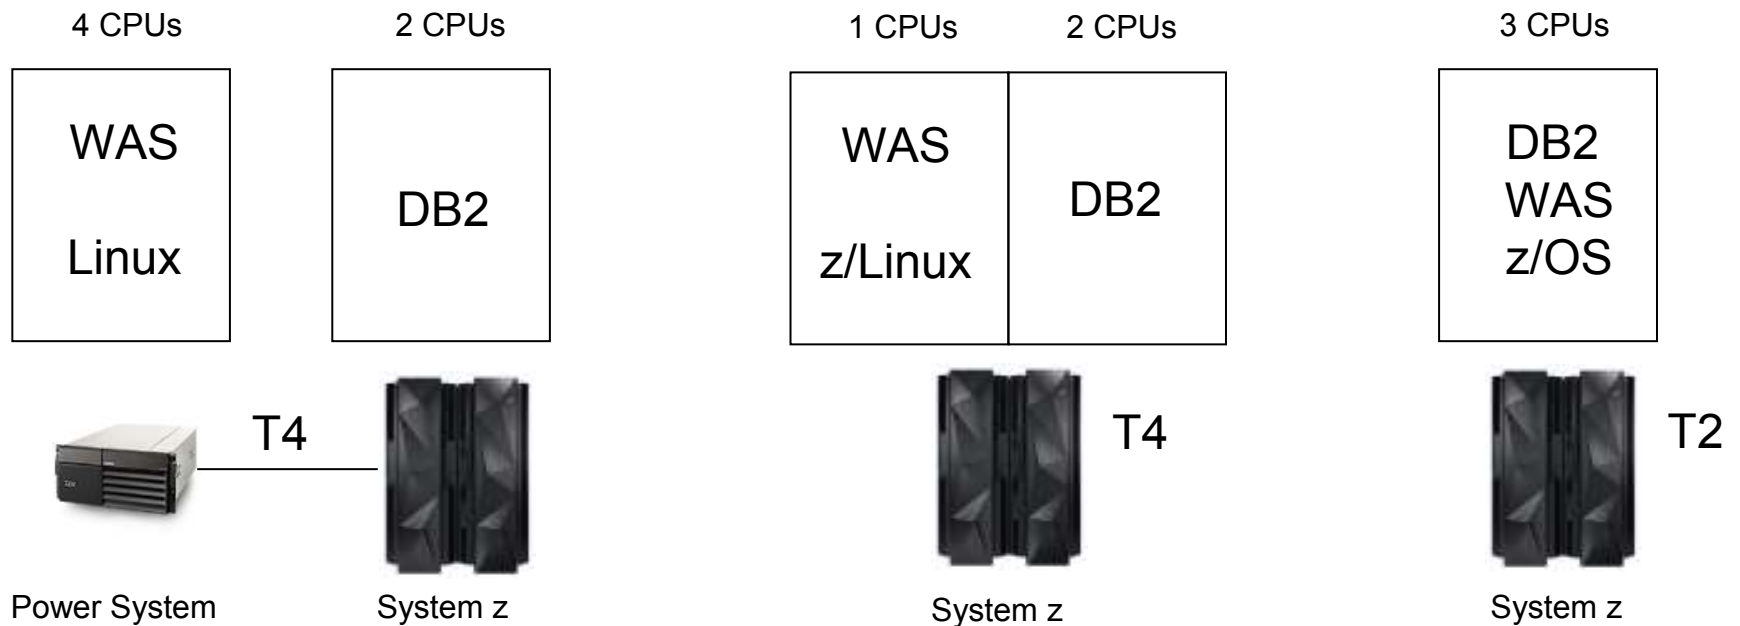 4 CPUs
2 CPUs
1 CPUs
2 CPUs
3 CPUs
WAS
Linux
DB2
WAS
z/Linux
DB2
DB2
WAS
z/OS
T4
T4
T2
Power System
System z
System z
System z